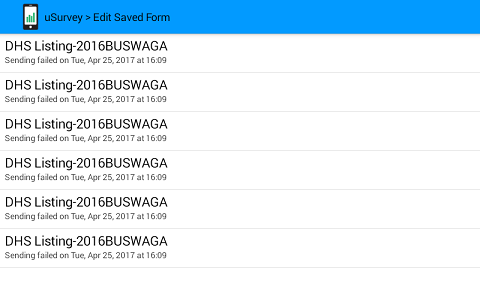 uSurvey > Edit Saved Form
DHS Listing-2016BUSWAGA
Sending failed on Tue, Apr 25, 2017 at 16:09
DHS Listing-2016BUSWAGA
Sending failed on Tue, Apr 25, 2017 at 16:09
DHS Listing-2016BUSWAGA
Sending failed on Tue, Apr 25, 2017 at 16:09
DHS Listing-2016BUSWAGA
Sending failed on Tue, Apr 25, 2017 at 16:09
DHS Listing-2016BUSWAGA
Sending failed on Tue, Apr 25, 2017 at 16:09
DHS Listing-2016BUSWAGA
Sending failed on Tue, Apr 25, 2017 at 16:09